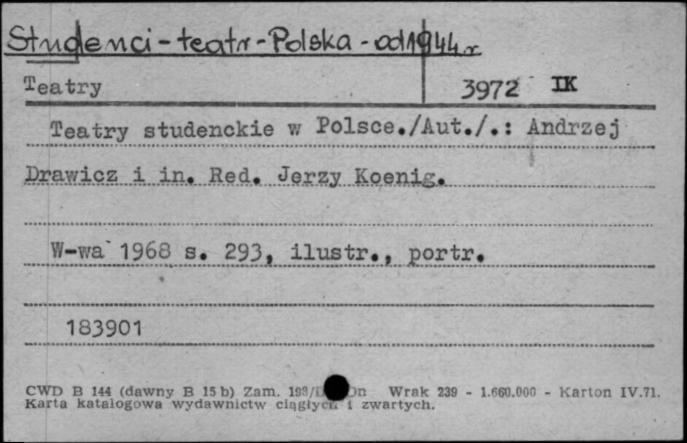 Studenci - teatr - Polska - od 1944 r
Teatry 3972 IK
Teatry studenckie w Polsce./Aut./.: Andrzej
Drawicz i in. Red. Jerzy Koenig.
W-wa 1968 s. 293, ilustr., portr.
183901
CWD B 144 (dawny B 15 b) Zam. Wrak 239 - 1.660.000 - Karton IV.71.
Karta katalogowa wydawnictw ciągłych i zwartych.